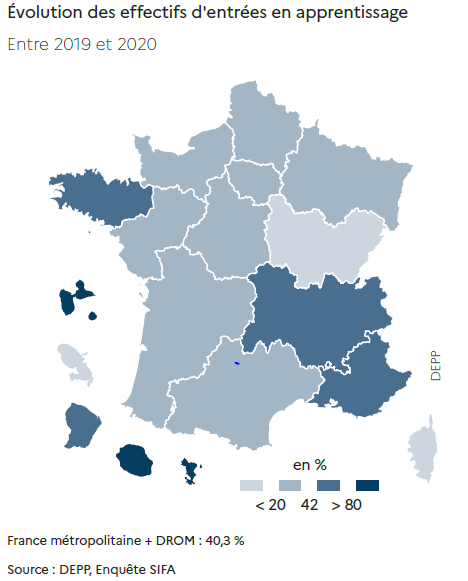 Évolution des effectifs d'entrées en apprentissage
Entre 2019 et 2020
DEPP
en %
< 20 42 > 80
France métropolitaine + DROM : 40,3 %
Source : DEPP, Enquête SIFA